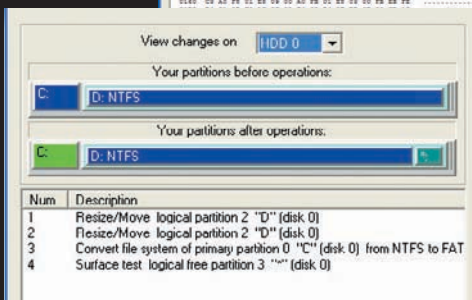 View changes on HDD 0
Your partitions before operations:
C: D: NTFS
Your partitions after operations:
C: D: NTFS
Num Description
1 Resize/Move logical partition 2 "D" (disk 0)
2 Resize/Move logical partition 2 "D" (disk 0)
3 Convert file system of primary partition 0 "C" (disk 0) from NTFS to FAT
4 Surface test logical free partition 3 "*" (disk 0)